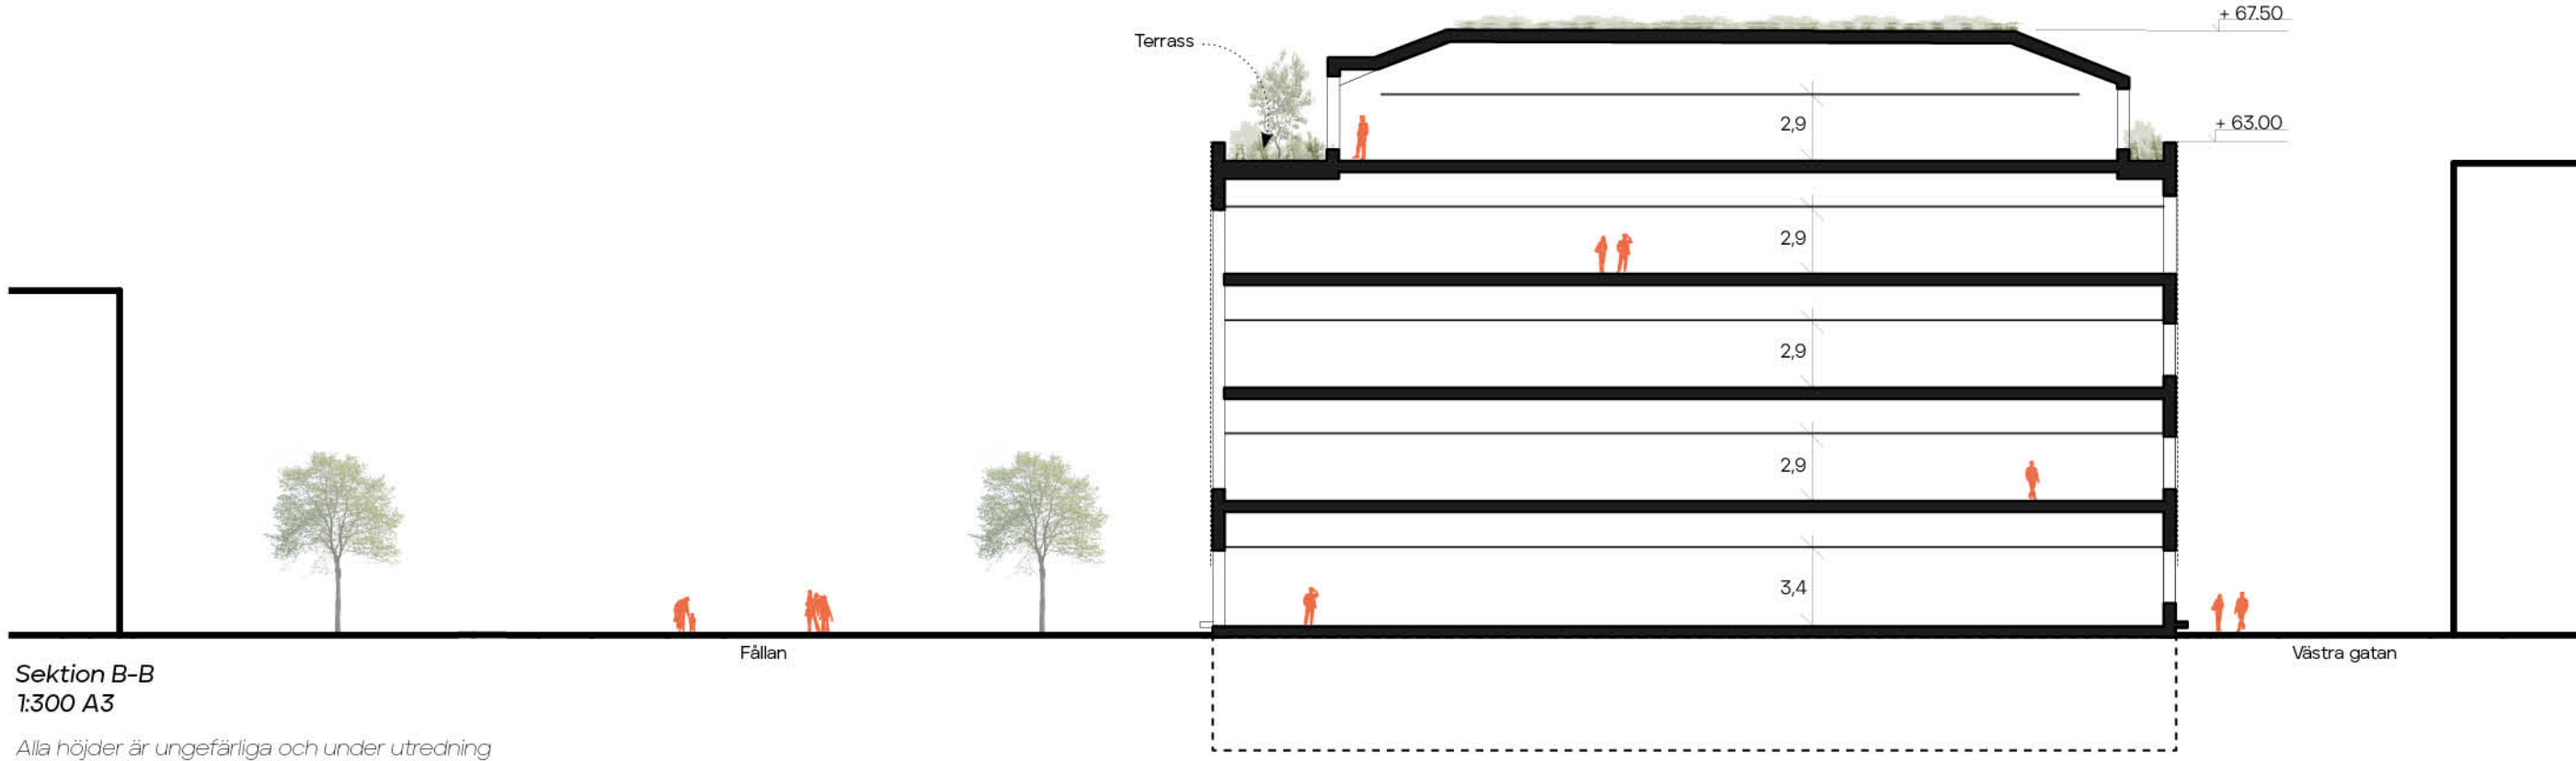 + 67.50
Terrass
+ 63.00
2,9
2,9
2,9
2,9
3,4
Fållan
Västra gatan
Sektion B-B
1:300 A3
Alla höjder är ungefärliga och under utredning